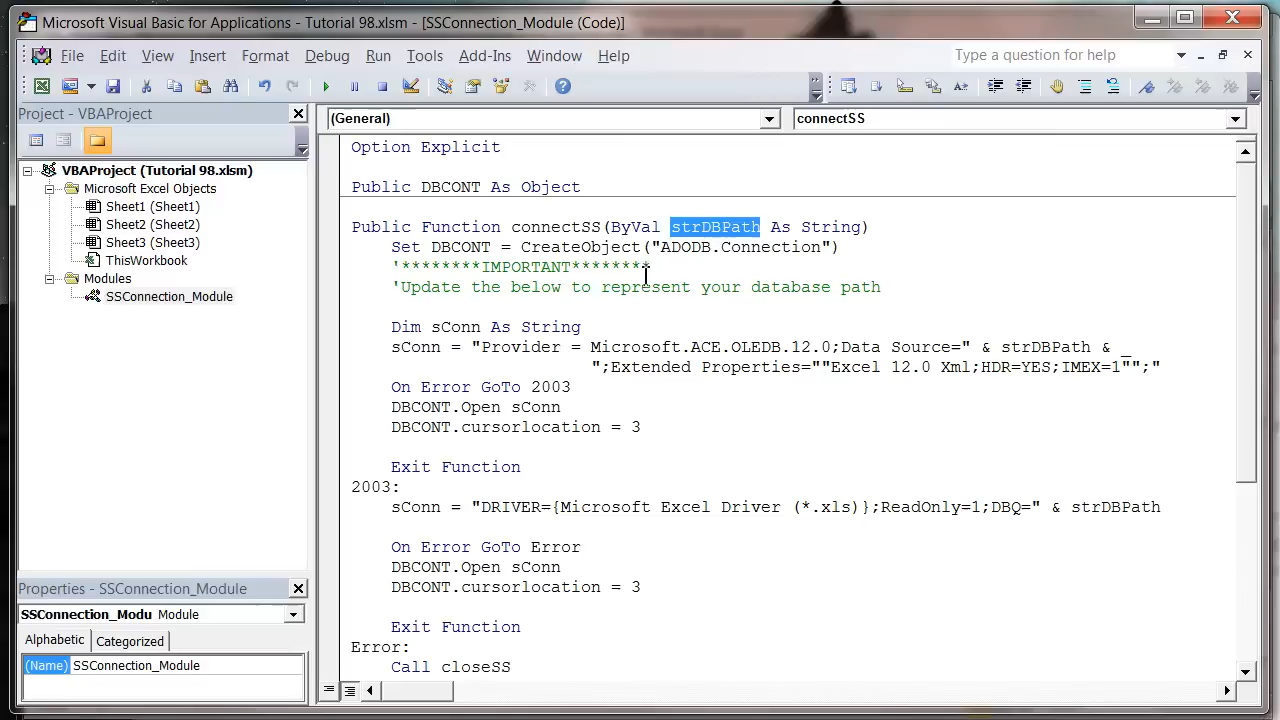 Microsoft Visual Basic for Applications - Tutorial 98.xlsm - [SSConnection_Module (Code)]
File Edit View Insert Format Debug Run Tools Add-Ins Window Help
Type a question for help
Project - VBAProject
VBAProject (Tutorial 98.xlsm)
Microsoft Excel Objects
Sheet1 (Sheet1)
Sheet2 (Sheet2)
Sheet3 (Sheet3)
ThisWorkbook
Modules
SSConnection_Module
Properties - SSConnection_Module
SSConnection_Modu Module
Alphabetic Categorized
(Name) SSConnection_Module
(General) connectSS
Option Explicit
Public DBCONT As Object
Public Function connectSS(ByVal strDBPath As String)
Set DBCONT = CreateObject("ADODB.Connection")
'********IMPORTANT********
'Update the below to represent your database path
Dim sConn As String
sConn = "Provider = Microsoft.ACE.OLEDB.12.0;Data Source=" & strDBPath & _
";Extended Properties=""Excel 12.0 Xml;HDR=YES;IMEX=1"";"
On Error GoTo 2003
DBCONT.Open sConn
DBCONT.cursorlocation = 3
Exit Function
2003:
sConn = "DRIVER={Microsoft Excel Driver (*.xls)};ReadOnly=1;DBQ=" & strDBPath
On Error GoTo Error
DBCONT.Open sConn
DBCONT.cursorlocation = 3
Exit Function
Error:
Call closeSS